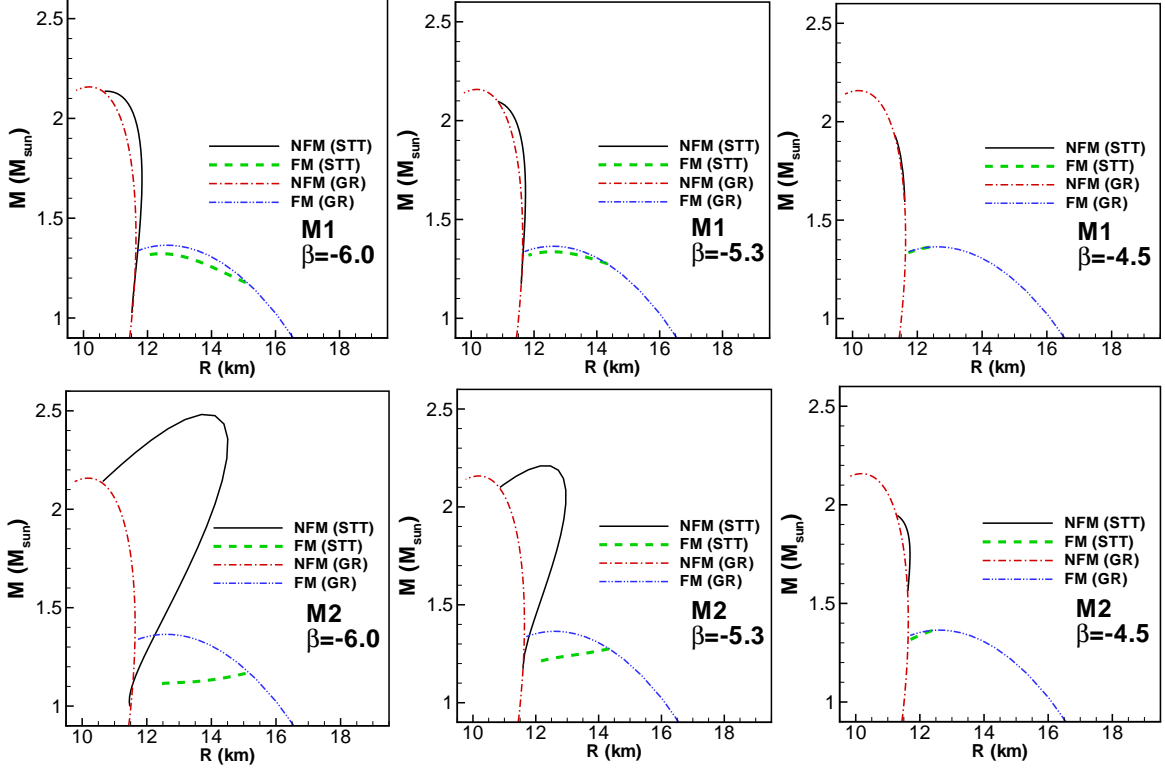 2.5
2
1.5
1
M (M_sun)
NFM (STT)
FM (STT)
NFM (GR)
FM (GR)
M1
β=-6.0
10 12 14 16 18
R (km)
2.5
2
1.5
1
M (M_sun)
NFM (STT)
FM (STT)
NFM (GR)
FM (GR)
M1
β=-5.3
10 12 14 16 18
R (km)
2.5
2
1.5
1
M (M_sun)
NFM (STT)
FM (STT)
NFM (GR)
FM (GR)
M1
β=-4.5
10 12 14 16 18
R (km)
2.5
2
1.5
1
M (M_sun)
NFM (STT)
FM (STT)
NFM (GR)
FM (GR)
M2
β=-6.0
10 12 14 16 18
R (km)
2.5
2
1.5
1
M (M_sun)
NFM (STT)
FM (STT)
NFM (GR)
FM (GR)
M2
β=-5.3
10 12 14 16 18
R (km)
2.5
2
1.5
1
M (M_sun)
NFM (STT)
FM (STT)
NFM (GR)
FM (GR)
M2
β=-4.5
10 12 14 16 18
R (km)